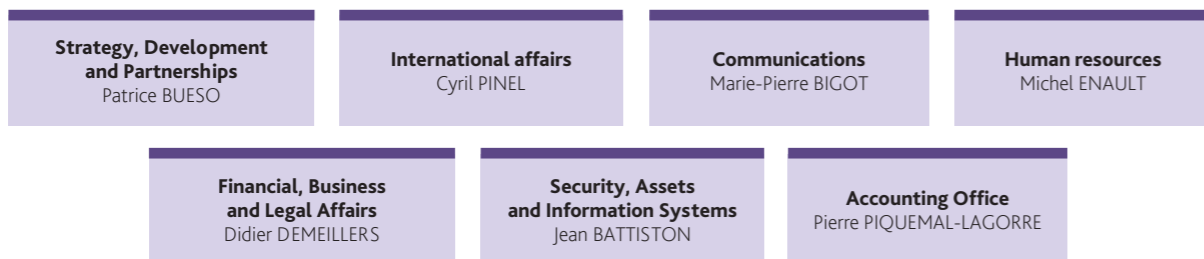 Strategy, Development
and Partnerships
Patrice BUESO
International affairs
Cyril PINEL
Communications
Marie-Pierre BIGOT
Human resources
Michel ENAULT
Financial, Business
and Legal Affairs
Didier DEMEILLERS
Security, Assets
and Information Systems
Jean BATTISTON
Accounting Office
Pierre PIQUEMAL-LAGORRE